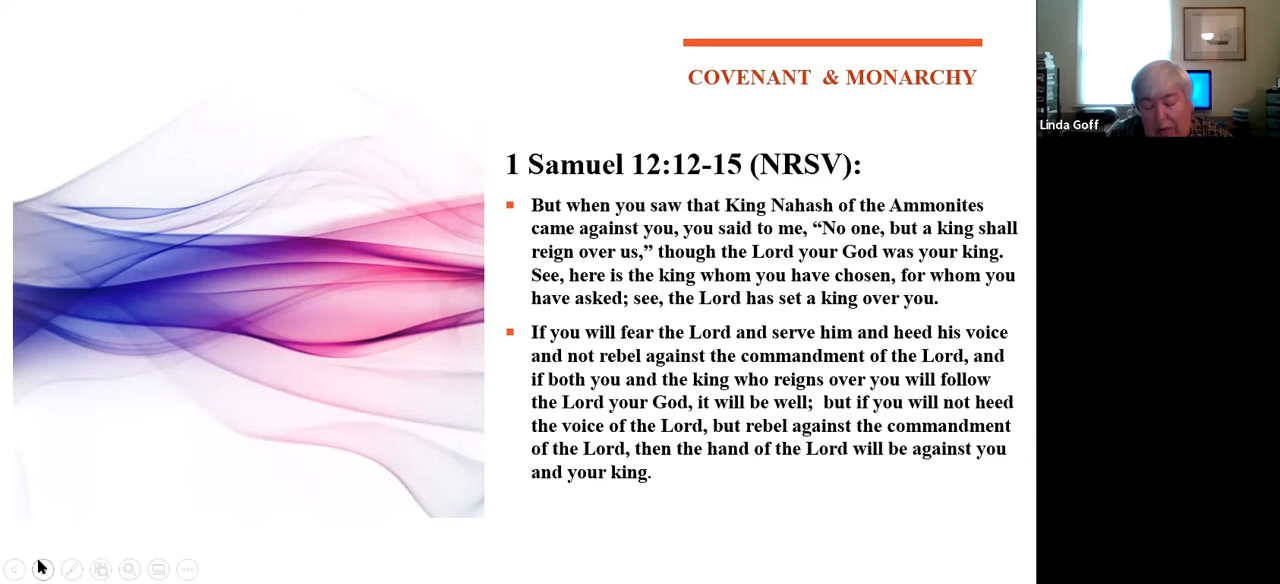 COVENANT & MONARCHY
1 Samuel 12:12-15 (NRSV):
But when you saw that King Nahash of the Ammonites
came against you, you said to me, “No one, but a king shall
reign over us,” though the Lord your God was your king.
See, here is the king whom you have chosen, for whom you
have asked; see, the Lord has set a king over you.
If you will fear the Lord and serve him and heed his voice
and not rebel against the commandment of the Lord, and
if both you and the king who reigns over you will follow
the Lord your God, it will be well; but if you will not heed
the voice of the Lord, but rebel against the commandment
of the Lord, then the hand of the Lord will be against you
and your king.
Linda Goff